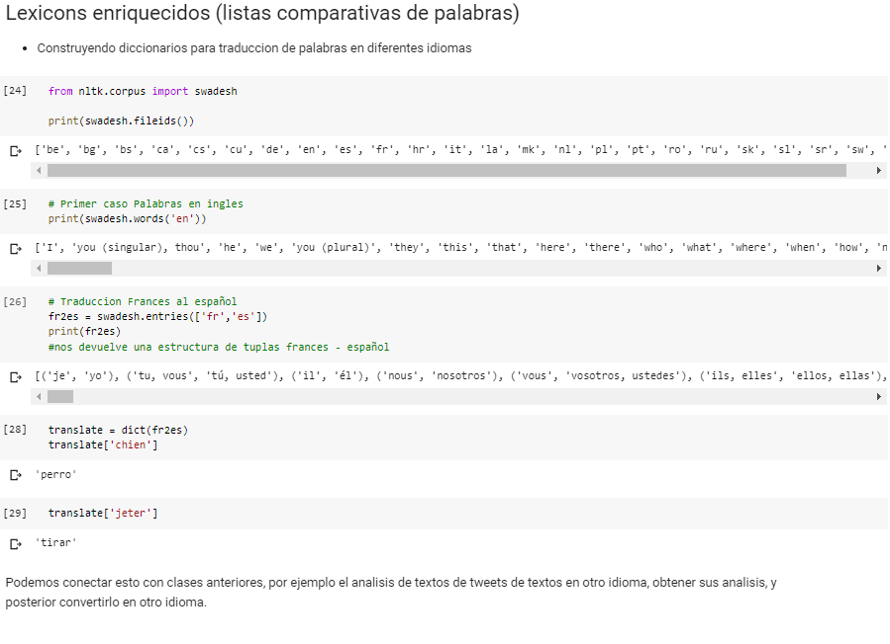 Lexicons enriquecidos (listas comparativas de palabras)
• Construyendo diccionarios para traduccion de palabras en diferentes idiomas
[24] from nltk.corpus import swadesh
print(swadesh.fileids())
['be', 'bg', 'bs', 'ca', 'cs', 'cu', 'de', 'en', 'es', 'fr', 'hr', 'it', 'la', 'mk', 'nl', 'pl', 'pt', 'ro', 'ru', 'sk', 'sl', 'sr', 'sw', '
[25] # Primer caso Palabras en ingles
print(swadesh.words('en'))
['I', 'you (singular), thou', 'he', 'we', 'you (plural)', 'they', 'this', 'that', 'here', 'there', 'who', 'what', 'where', 'when', 'how', 'n
[26] # Traduccion Frances al español
fr2es = swadesh.entries(['fr','es'])
print(fr2es)
#nos devuelve una estructura de tuplas frances - español
[('je', 'yo'), ('tu, vous', 'tú, usted'), ('il', 'él'), ('nous', 'nosotros'), ('vous', 'vosotros, ustedes'), ('ils, elles', 'ellos, ellas'),
[28] translate = dict(fr2es)
translate['chien']
'perro'
[29] translate['jeter']
'tirar'
Podemos conectar esto con clases anteriores, por ejemplo el analisis de textos de tweets de textos en otro idioma, obtener sus analisis, y
posterior convertirlo en otro idioma.